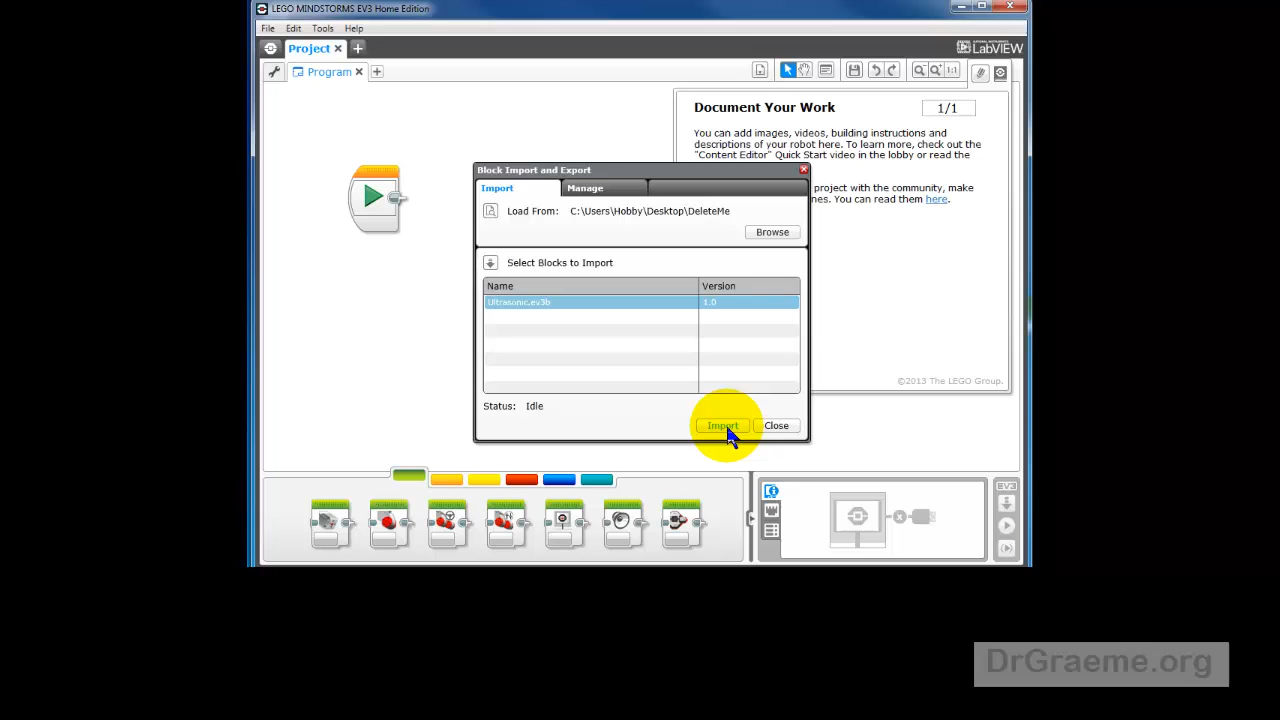 LEGO MINDSTORMS EV3 Home Edition
File Edit Tools Help
Project
LabVIEW
Program
1:1
Document Your Work
1/1
You can add images, videos, building instructions and
descriptions of your robot here. To learn more, check out the
"Content Editor" Quick Start video in the lobby or read the
project with the community, make
nes. You can read them here.
©2013 The LEGO Group.
Block Import and Export
Import Manage
Load From: C:\Users\Hobby\Desktop\DeleteMe
Browse
Select Blocks to Import
Name Version
Ultrasonic.ev3b 1.0
Status: Idle
Import Close
EV3
DrGraeme.org